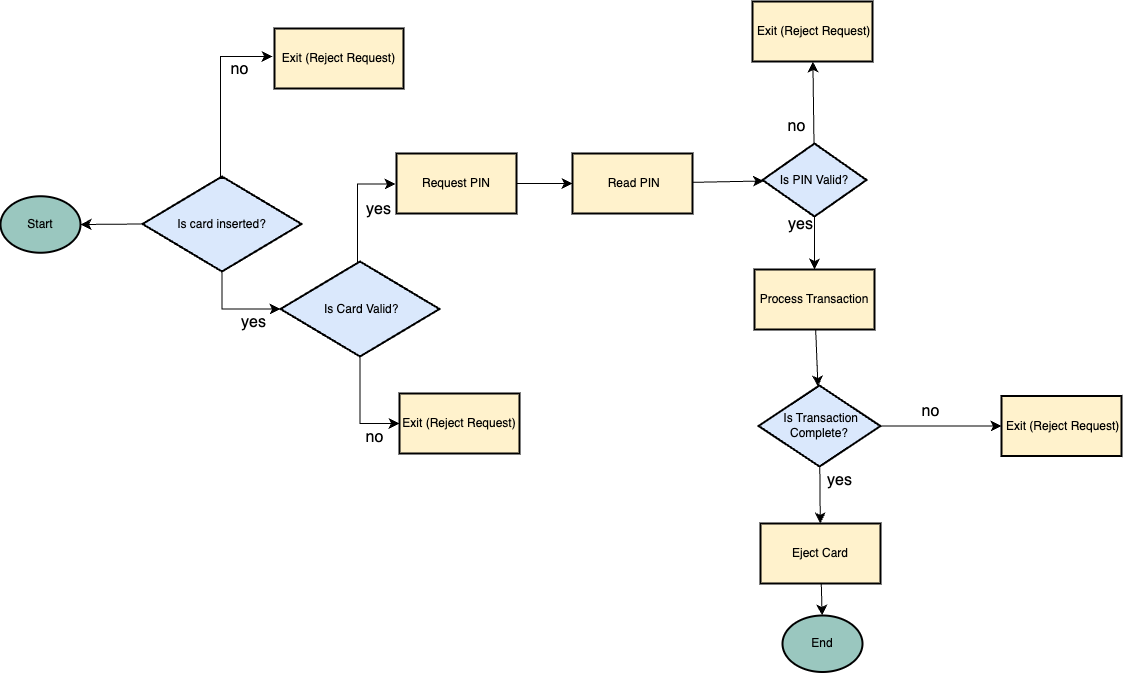 Exit (Reject Request)
Exit (Reject Request)
no
no
Request PIN
Read PIN
Is PIN Valid?
yes
Start
Is card inserted?
yes
Is Card Valid?
yes
Process Transaction
no
Exit (Reject Request)
Is Transaction
Complete?
no
Exit (Reject Request)
yes
Eject Card
End